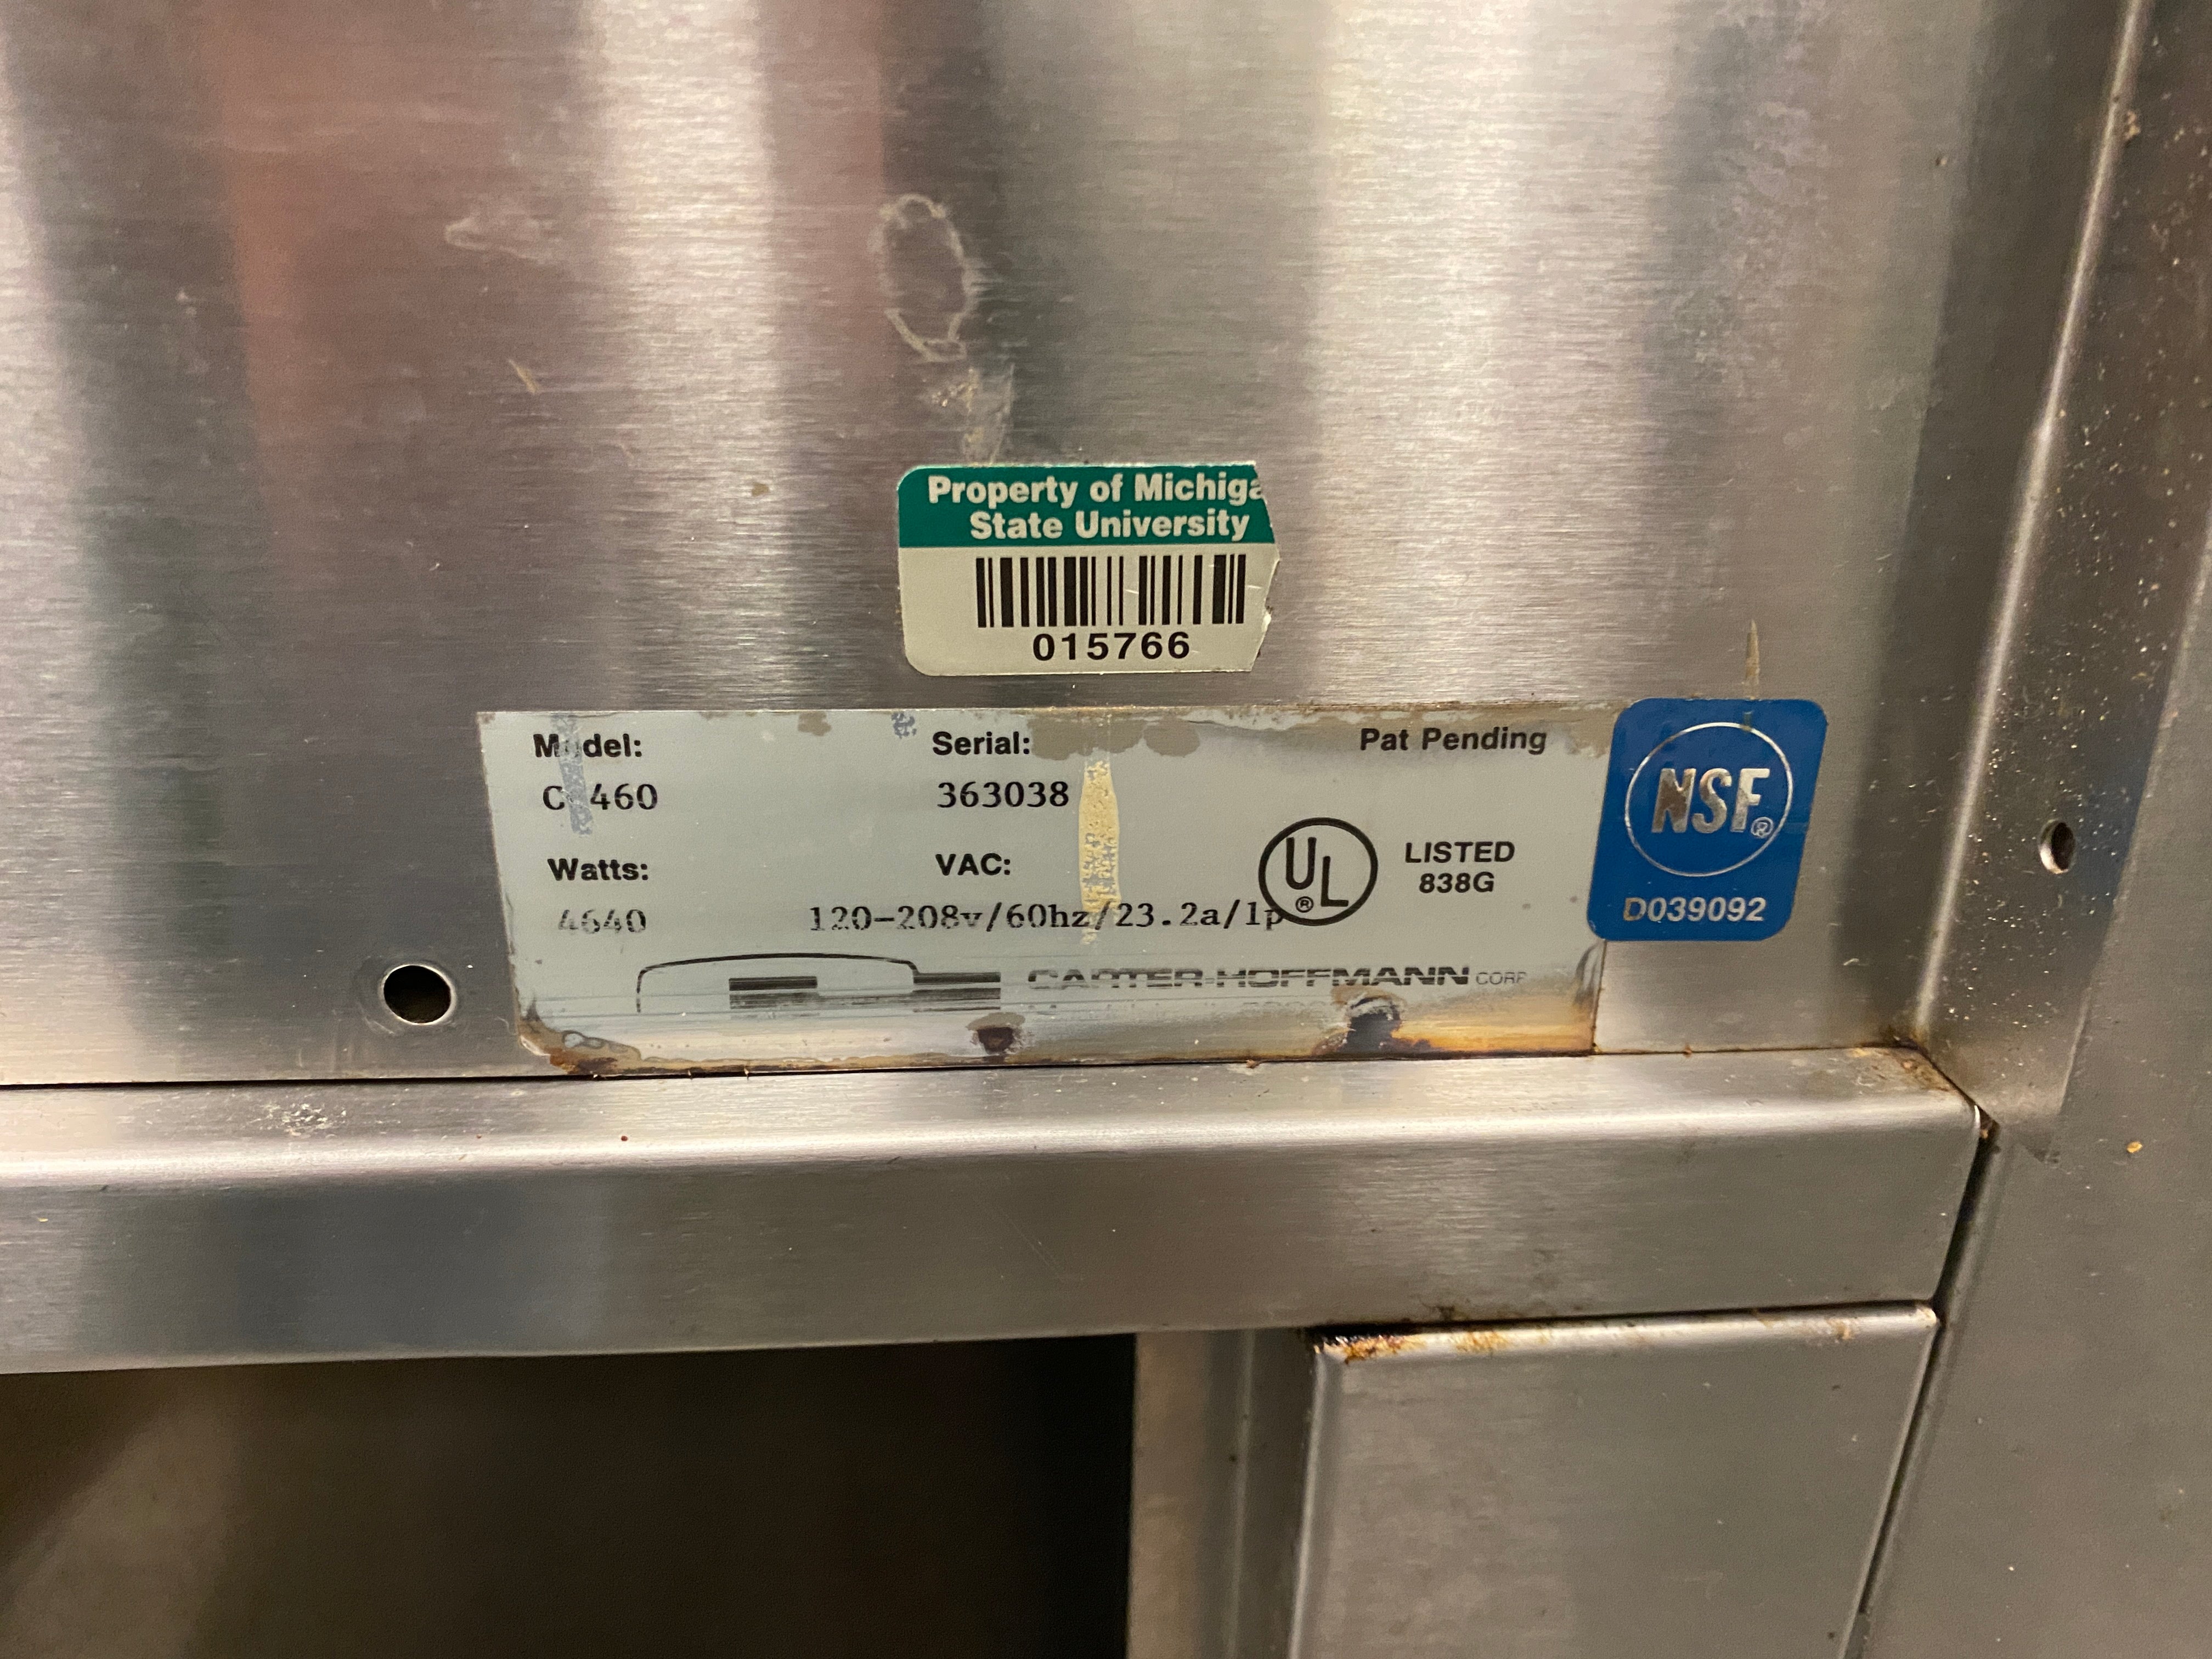 Property of Michiga
State University
015766
Model: Serial: Pat Pending
363038
Watts: VAC:
4640 120-208v/60hz/23.2a/1p
UL ® LISTED
838G
NSF®
D039092
CARTER-HOFFMANN CORP